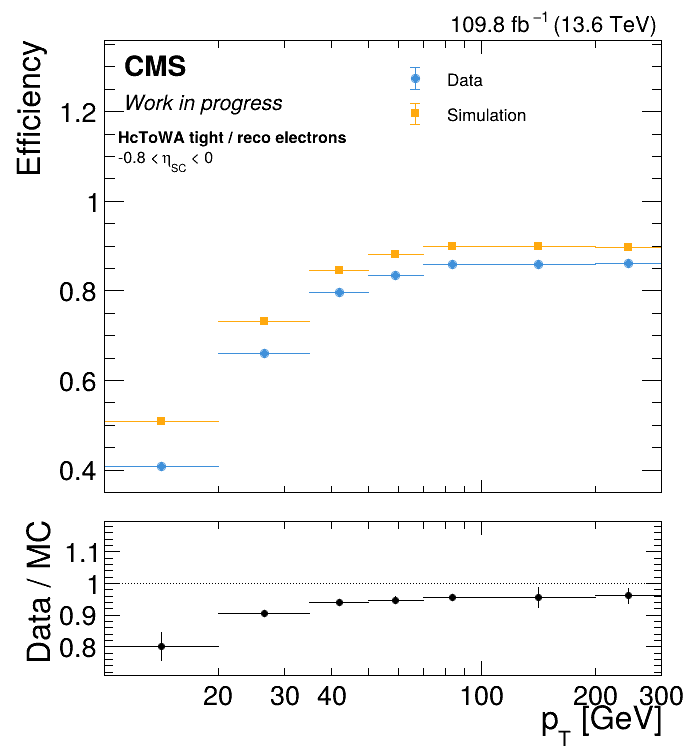 109.8 fb⁻¹ (13.6 TeV)
Efficiency
CMS
Work in progress
HcToWA tight / reco electrons
-0.8 < ηSC < 0
Data
Simulation
1.2
1
0.8
0.6
0.4
Data / MC
1.1
1
0.9
0.8
20 30 40 100 200 300
pT [GeV]